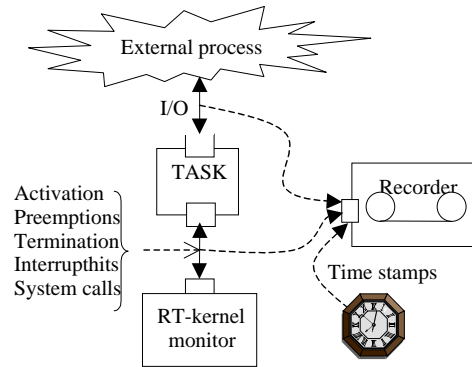 External process
I/O
TASK
Recorder
Activation
Preemptions
Termination
Interrupthits
System calls
Time stamps
RT-kernel
monitor